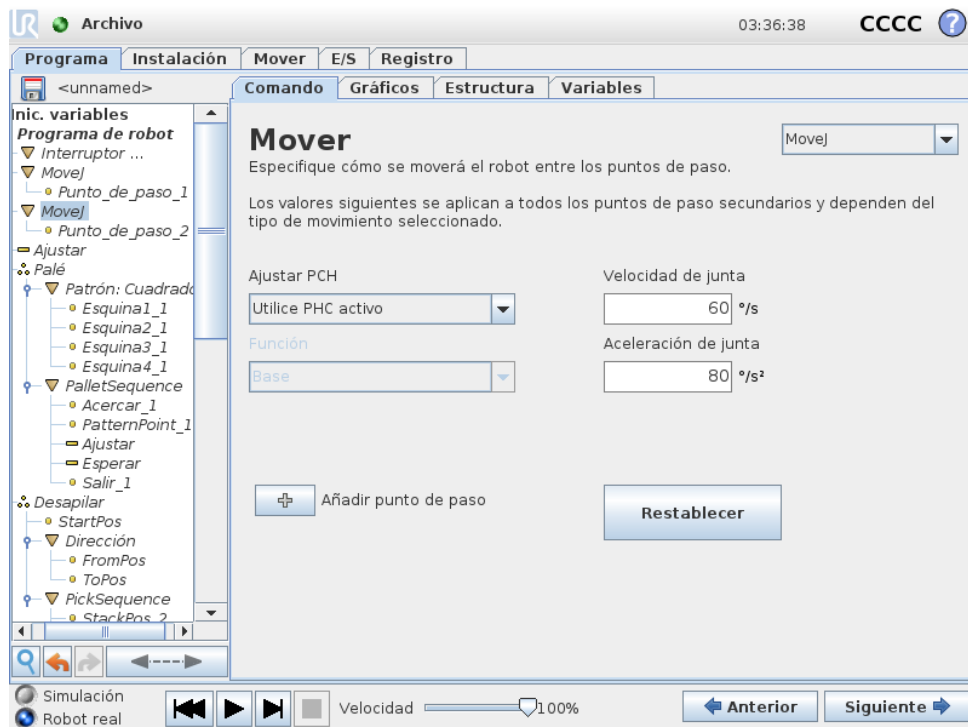 UR Archivo 03:36:38 CCCC ?
Programa Instalación Mover E/S Registro
<unnamed>
Comando Gráficos Estructura Variables
Inic. variables
Programa de robot
Interruptor ...
MoveJ
Punto_de_paso_1
MoveJ
Punto_de_paso_2
Ajustar
Palé
Patrón: Cuadrado
Esquina1_1
Esquina2_1
Esquina3_1
Esquina4_1
PalletSequence
Acercar_1
PatternPoint_1
Ajustar
Esperar
Salir_1
Desapilar
StartPos
Dirección
FromPos
ToPos
PickSequence
StackPos_2
Mover
MoveJ
Especifique cómo se moverá el robot entre los puntos de paso.
Los valores siguientes se aplican a todos los puntos de paso secundarios y dependen del
tipo de movimiento seleccionado.
Ajustar PCH
Utilice PHC activo
Función
Base
Velocidad de junta
60 °/s
Aceleración de junta
80 °/s²
Añadir punto de paso
Restablecer
Simulación
Robot real
Velocidad 100%
Anterior Siguiente